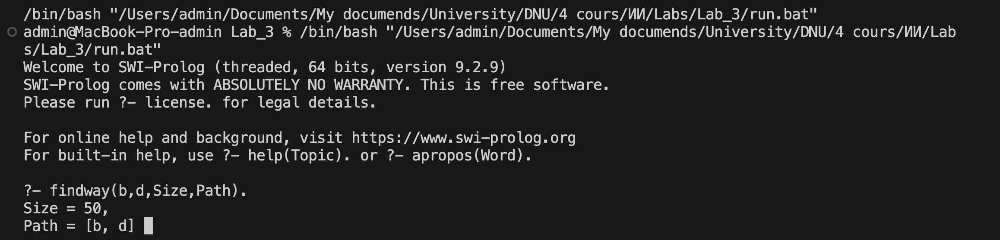 /bin/bash "/Users/admin/Documents/My documends/University/DNU/4 cours/ИИ/Labs/Lab_3/run.bat"
admin@MacBook-Pro-admin Lab_3 % /bin/bash "/Users/admin/Documents/My documends/University/DNU/4 cours/ИИ/Lab
s/Lab_3/run.bat"
Welcome to SWI-Prolog (threaded, 64 bits, version 9.2.9)
SWI-Prolog comes with ABSOLUTELY NO WARRANTY. This is free software.
Please run ?- license. for legal details.
For online help and background, visit https://www.swi-prolog.org
For built-in help, use ?- help(Topic). or ?- apropos(Word).
?- findway(b,d,Size,Path).
Size = 50,
Path = [b, d]